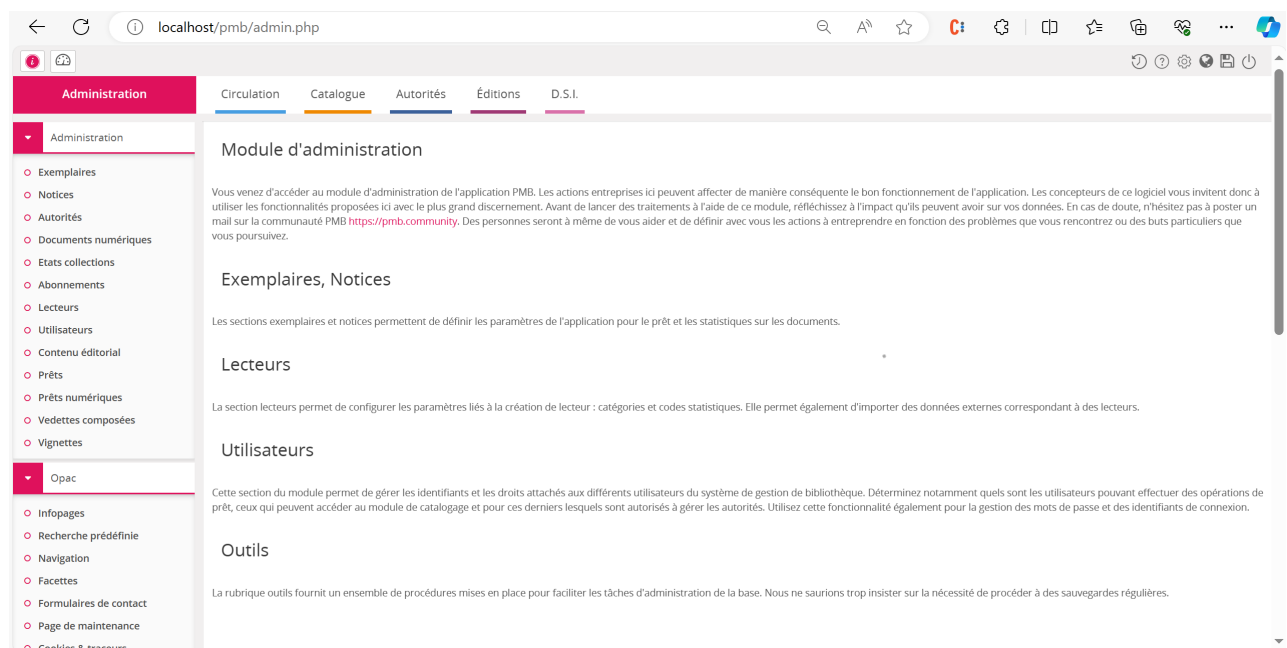 localhost/pmb/admin.php
Administration
Circulation
Catalogue
Autorités
Éditions
D.S.I.
Administration
Exemplaires
Notices
Autorités
Documents numériques
Etats collections
Abonnements
Lecteurs
Utilisateurs
Contenu éditorial
Prêts
Prêts numériques
Vedettes composées
Vignettes
Opac
Infopages
Recherche prédéfinie
Navigation
Facettes
Formulaires de contact
Page de maintenance
Cookies & traceurs
Module d'administration
Vous venez d'accéder au module d'administration de l'application PMB. Les actions entreprises ici peuvent affecter de manière conséquente le bon fonctionnement de l'application. Les concepteurs de ce logiciel vous invitent donc à
utiliser les fonctionnalités proposées ici avec le plus grand discernement. Avant de lancer des traitements à l'aide de ce module, réfléchissez à l'impact qu'ils peuvent avoir sur vos données. En cas de doute, n'hésitez pas à poster un
mail sur la communauté PMB https://pmb.community. Des personnes seront à même de vous aider et de définir avec vous les actions à entreprendre en fonction des problèmes que vous rencontrez ou des buts particuliers que
vous poursuivez.
Exemplaires, Notices
Les sections exemplaires et notices permettent de définir les paramètres de l'application pour le prêt et les statistiques sur les documents.
Lecteurs
La section lecteurs permet de configurer les paramètres liés à la création de lecteur : catégories et codes statistiques. Elle permet également d'importer des données externes correspondant à des lecteurs.
Utilisateurs
Cette section du module permet de gérer les identifiants et les droits attachés aux différents utilisateurs du système de gestion de bibliothèque. Déterminez notamment quels sont les utilisateurs pouvant effectuer des opérations de
prêt, ceux qui peuvent accéder au module de catalogage et pour ces derniers lesquels sont autorisés à gérer les autorités. Utilisez cette fonctionnalité également pour la gestion des mots de passe et des identifiants de connexion.
Outils
La rubrique outils fournit un ensemble de procédures mises en place pour faciliter les tâches d'administration de la base. Nous ne saurions trop insister sur la nécessité de procéder à des sauvegardes régulières.